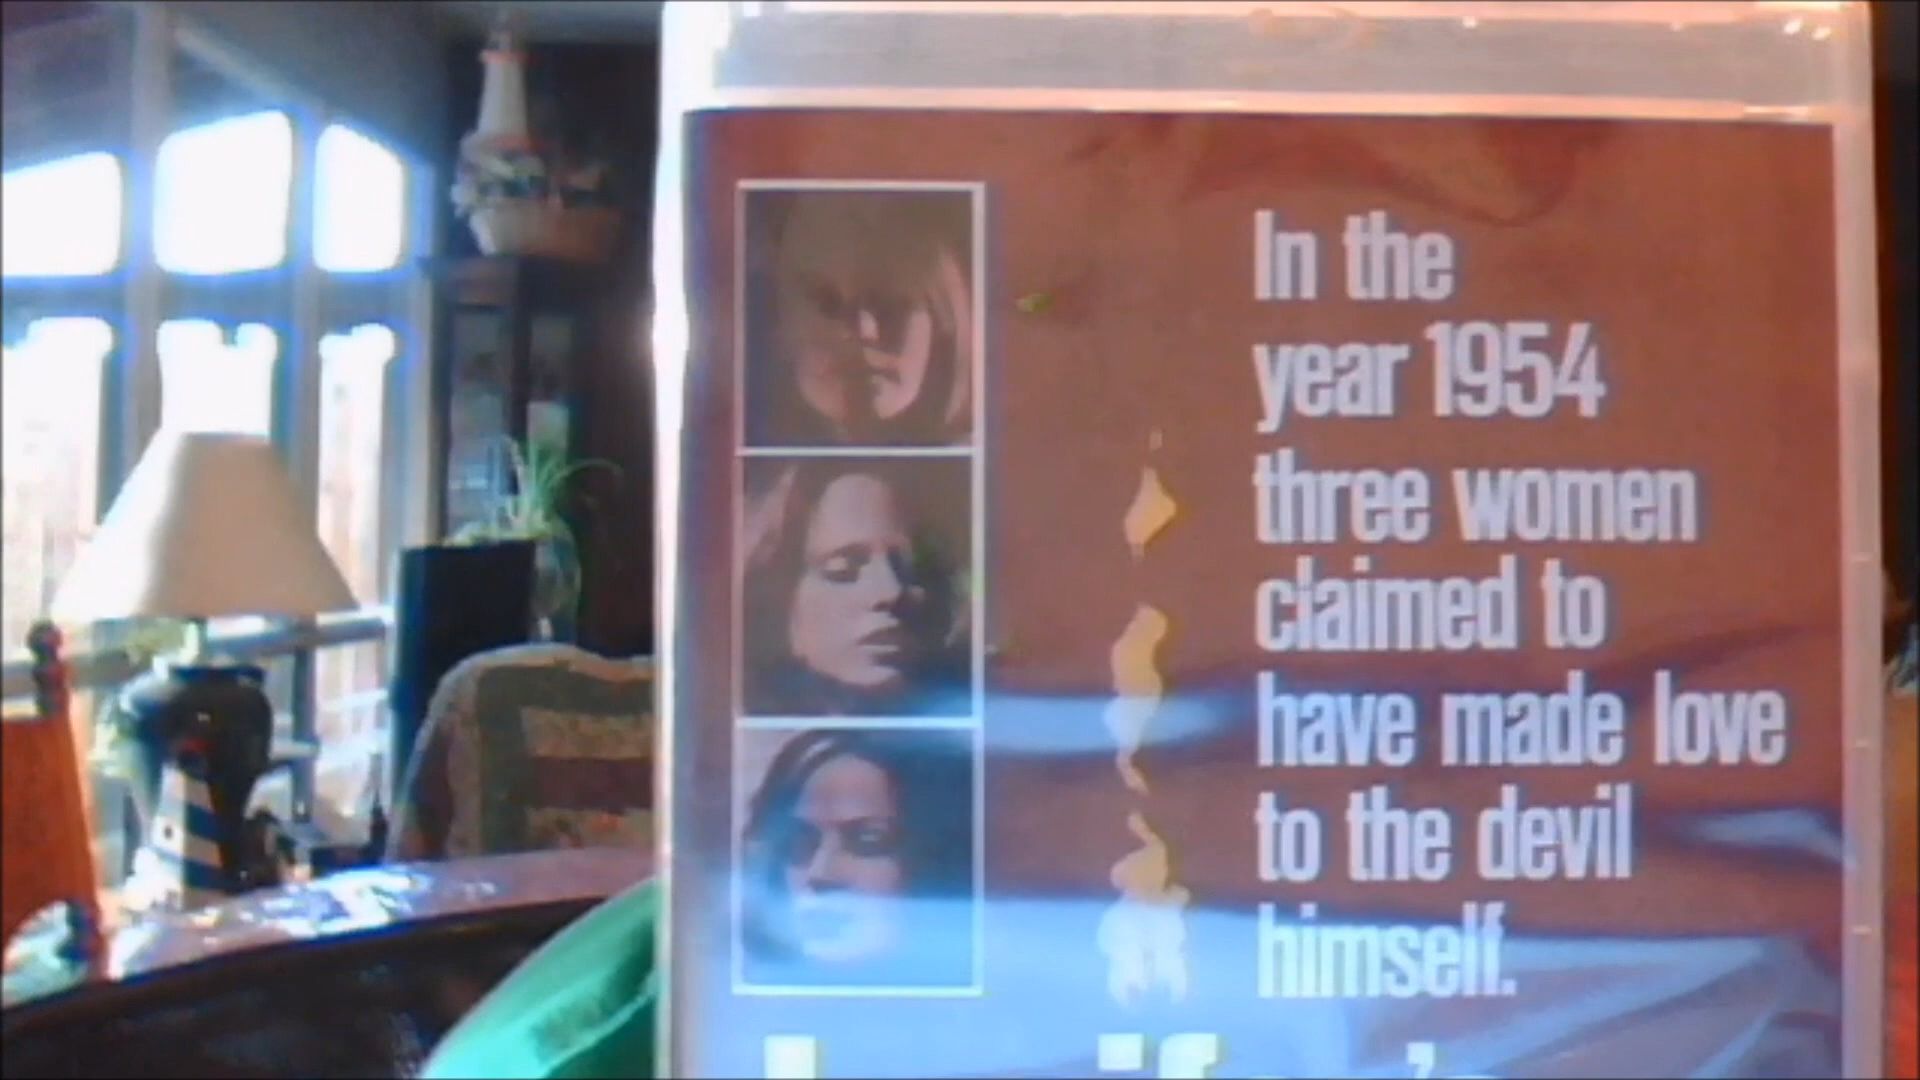 In the
year 1954
three women
claimed to
have made love
to the devil
himself.